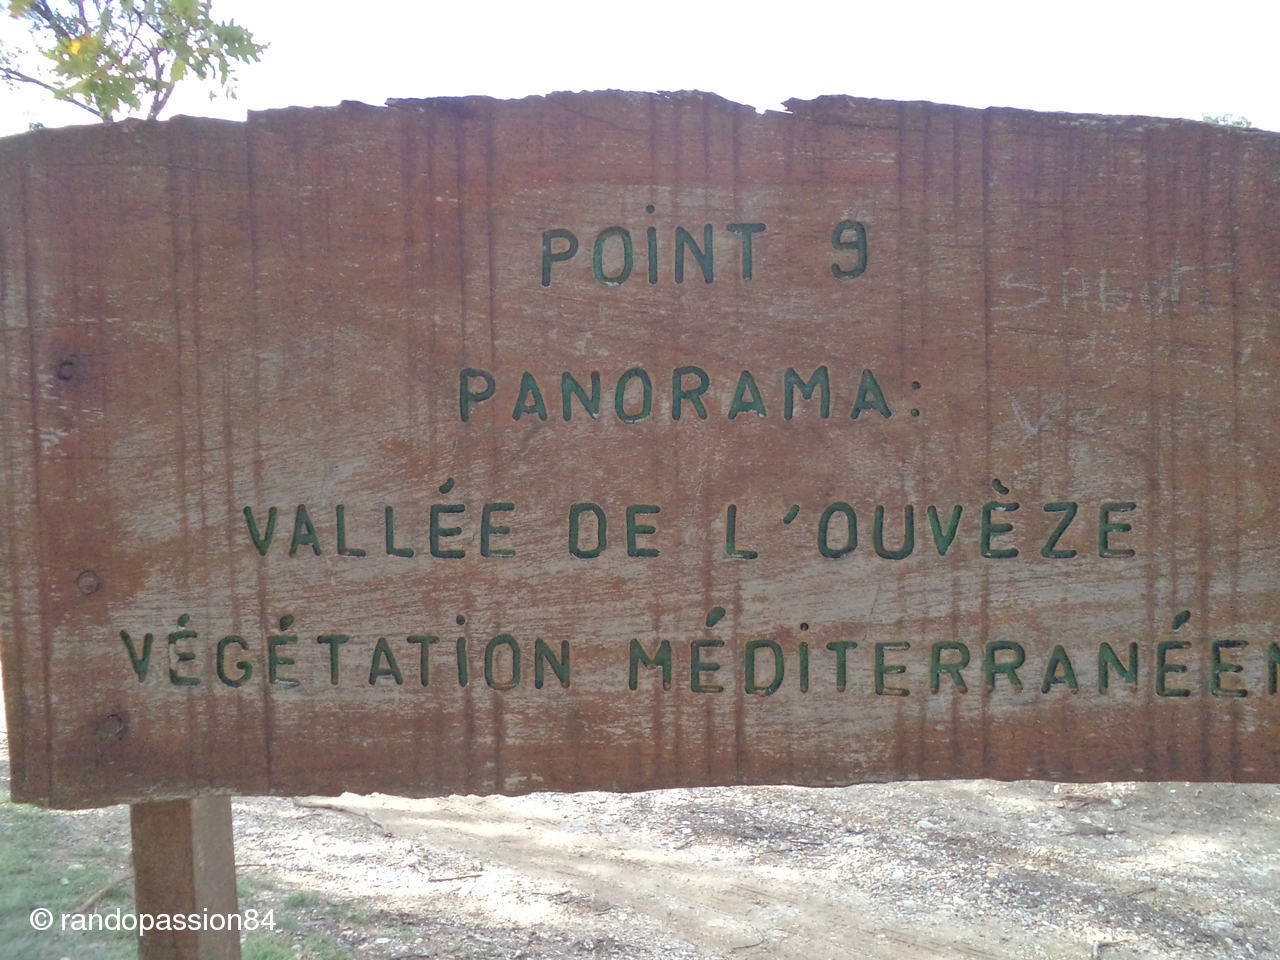 POINT 9
PANORAMA:
VALLÉE DE L'OUVÈZE
VÉGÉTATION MÉDITERRANÉEN
© randopassion84